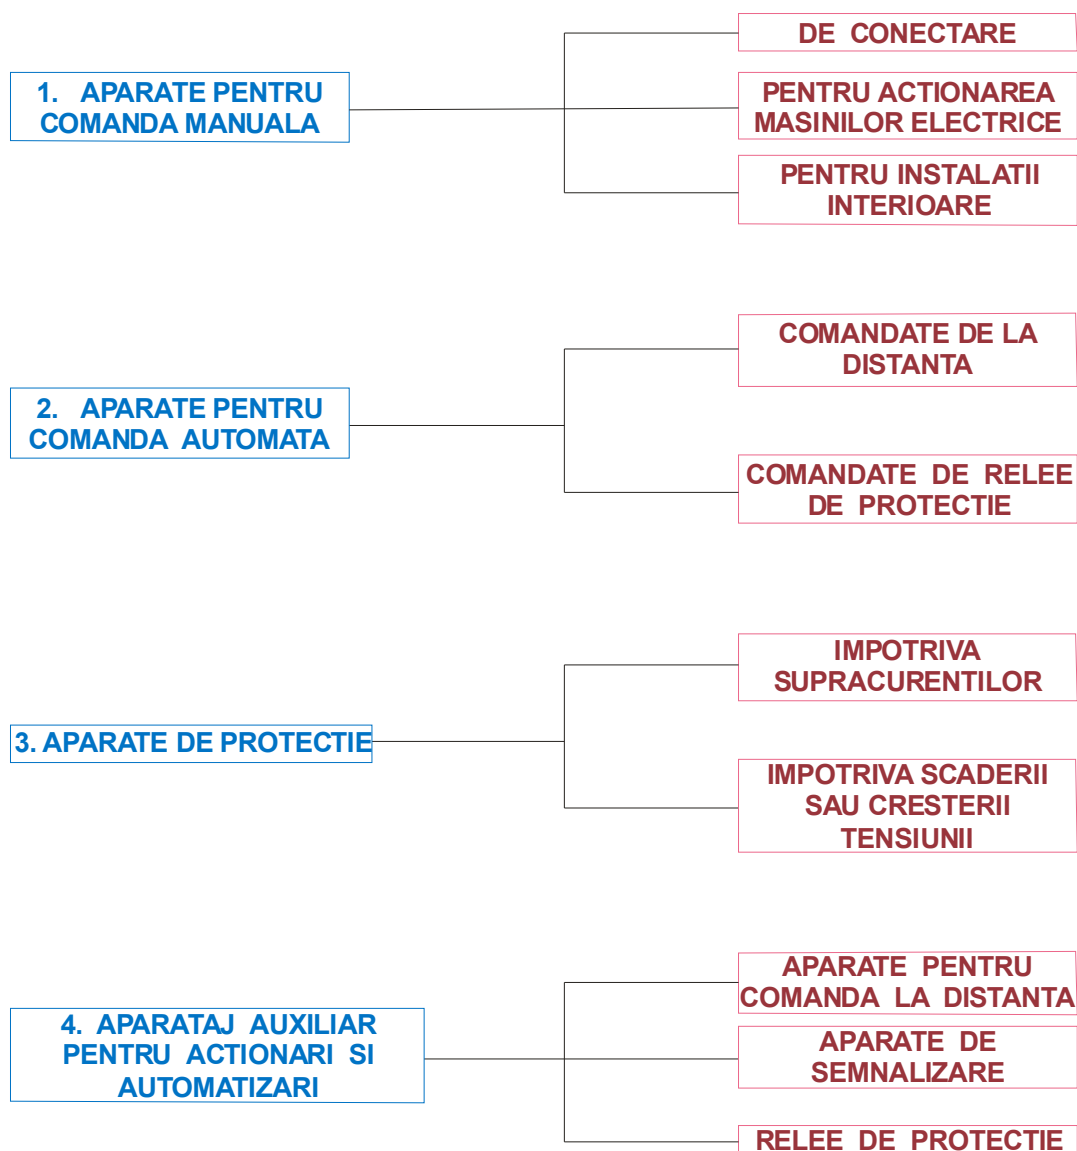 1. APARATE PENTRU
COMANDA MANUALA
DE CONECTARE
PENTRU ACTIONAREA
MASINILOR ELECTRICE
PENTRU INSTALATII
INTERIOARE
2. APARATE PENTRU
COMANDA AUTOMATA
COMANDATE DE LA
DISTANTA
COMANDATE DE RELEE
DE PROTECTIE
3. APARATE DE PROTECTIE
IMPOTRIVA
SUPRACURENTILOR
IMPOTRIVA SCADERII
SAU CRESTERII
TENSIUNII
4. APARATAJ AUXILIAR
PENTRU ACTIONARI SI
AUTOMATIZARI
APARATE PENTRU
COMANDA LA DISTANTA
APARATE DE
SEMNALIZARE
RELEE DE PROTECTIE